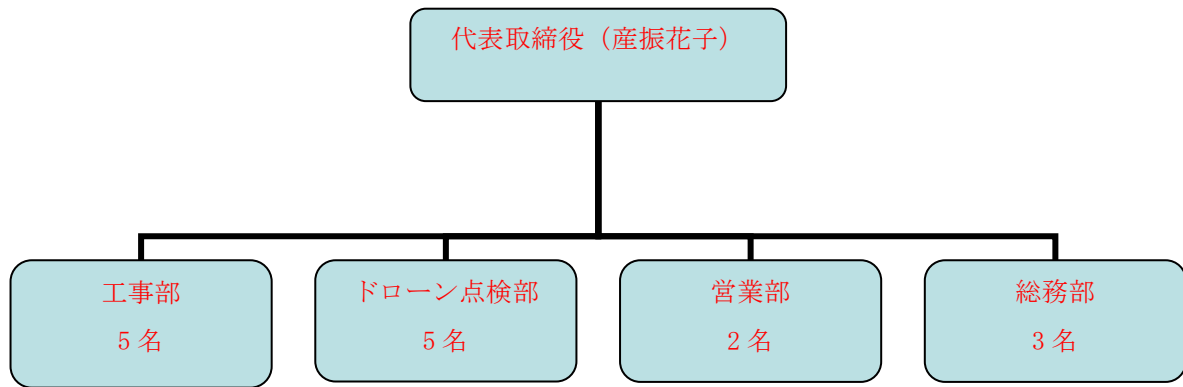 代表取締役（産振花子）
工事部
5名
ドローン点検部
5名
営業部
2名
総務部
3名